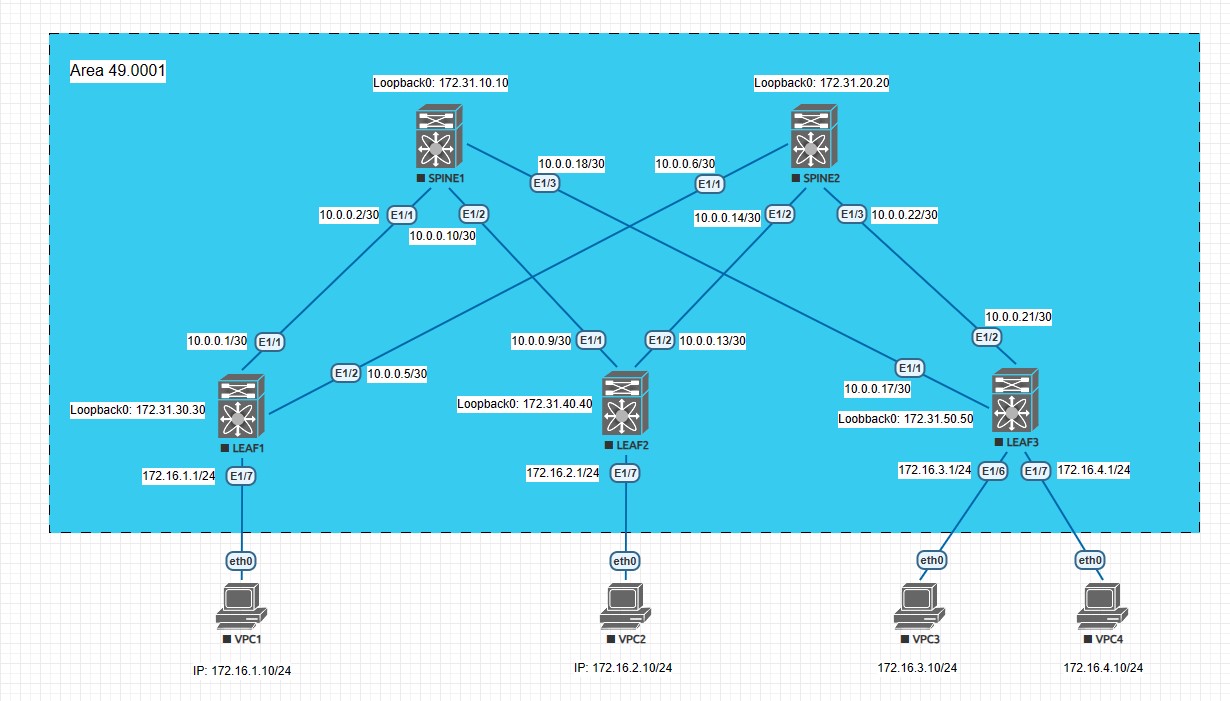 Area 49.0001
Loopback0: 172.31.10.10
Loopback0: 172.31.20.20
SPINE1
SPINE2
10.0.0.18/30
E1/3
10.0.0.6/30
E1/1
10.0.0.2/30
E1/1
E1/2
10.0.0.10/30
10.0.0.14/30
E1/2
E1/3
10.0.0.22/30
10.0.0.1/30
E1/1
10.0.0.9/30
E1/1
E1/2
10.0.0.13/30
10.0.0.21/30
E1/2
E1/2
10.0.0.5/30
E1/1
10.0.0.17/30
Loopback0: 172.31.30.30
Loopback0: 172.31.40.40
Loobback0: 172.31.50.50
LEAF1
LEAF2
LEAF3
172.16.1.1/24
E1/7
172.16.2.1/24
E1/7
172.16.3.1/24
E1/6
E1/7
172.16.4.1/24
eth0
eth0
eth0
eth0
VPC1
VPC2
VPC3
VPC4
IP: 172.16.1.10/24
IP: 172.16.2.10/24
172.16.3.10/24
172.16.4.10/24